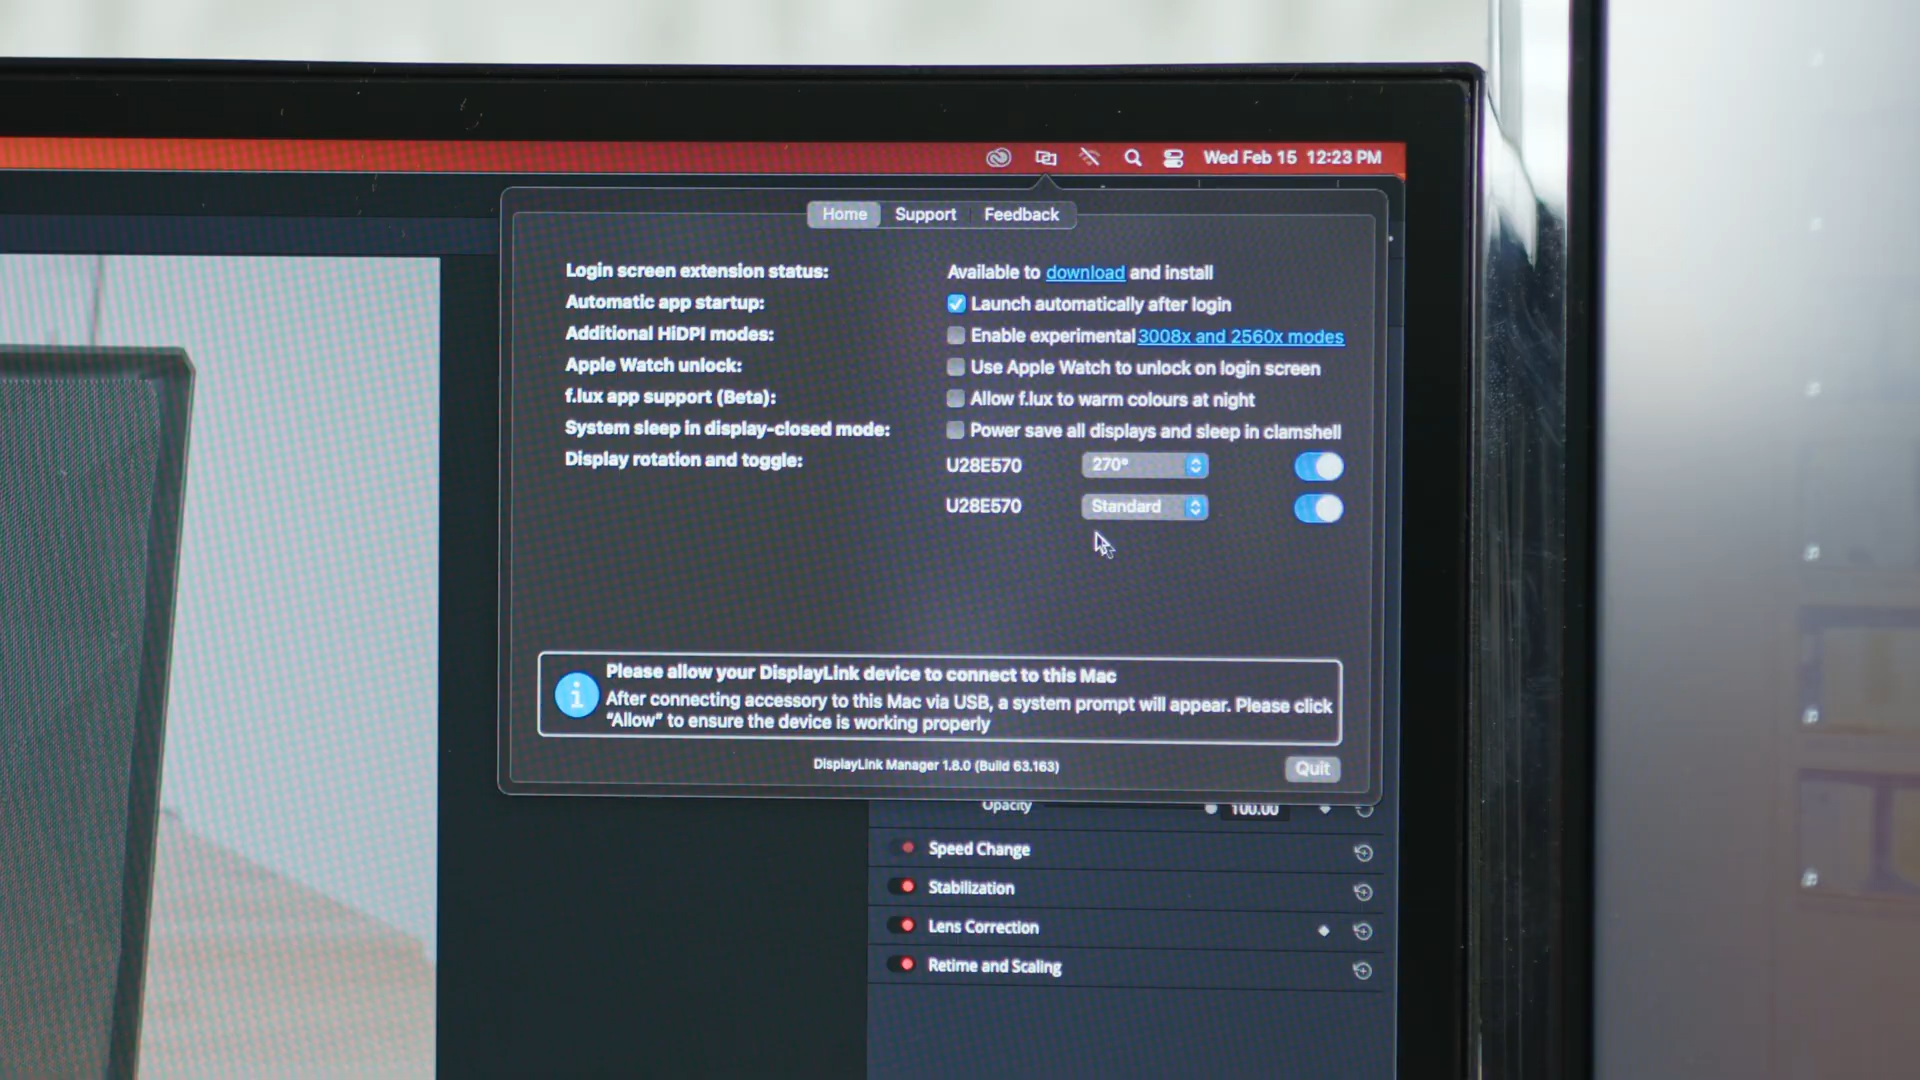 Wed Feb 15 12:23 PM
Home Support Feedback
Login screen extension status: Available to download and install
Automatic app startup: Launch automatically after login
Additional HiDPI modes: Enable experimental 3008x and 2560x modes
Apple Watch unlock: Use Apple Watch to unlock on login screen
f.lux app support (Beta): Allow f.lux to warm colours at night
System sleep in display-closed mode: Power save all displays and sleep in clamshell
Display rotation and toggle: U28E570 270°
U28E570 Standard
Please allow your DisplayLink device to connect to this Mac
After connecting accessory to this Mac via USB, a system prompt will appear. Please click
“Allow” to ensure the device is working properly
DisplayLink Manager 1.8.0 (Build 63.163)
Quit
Opacity 100.00
Speed Change
Stabilization
Lens Correction
Retime and Scaling